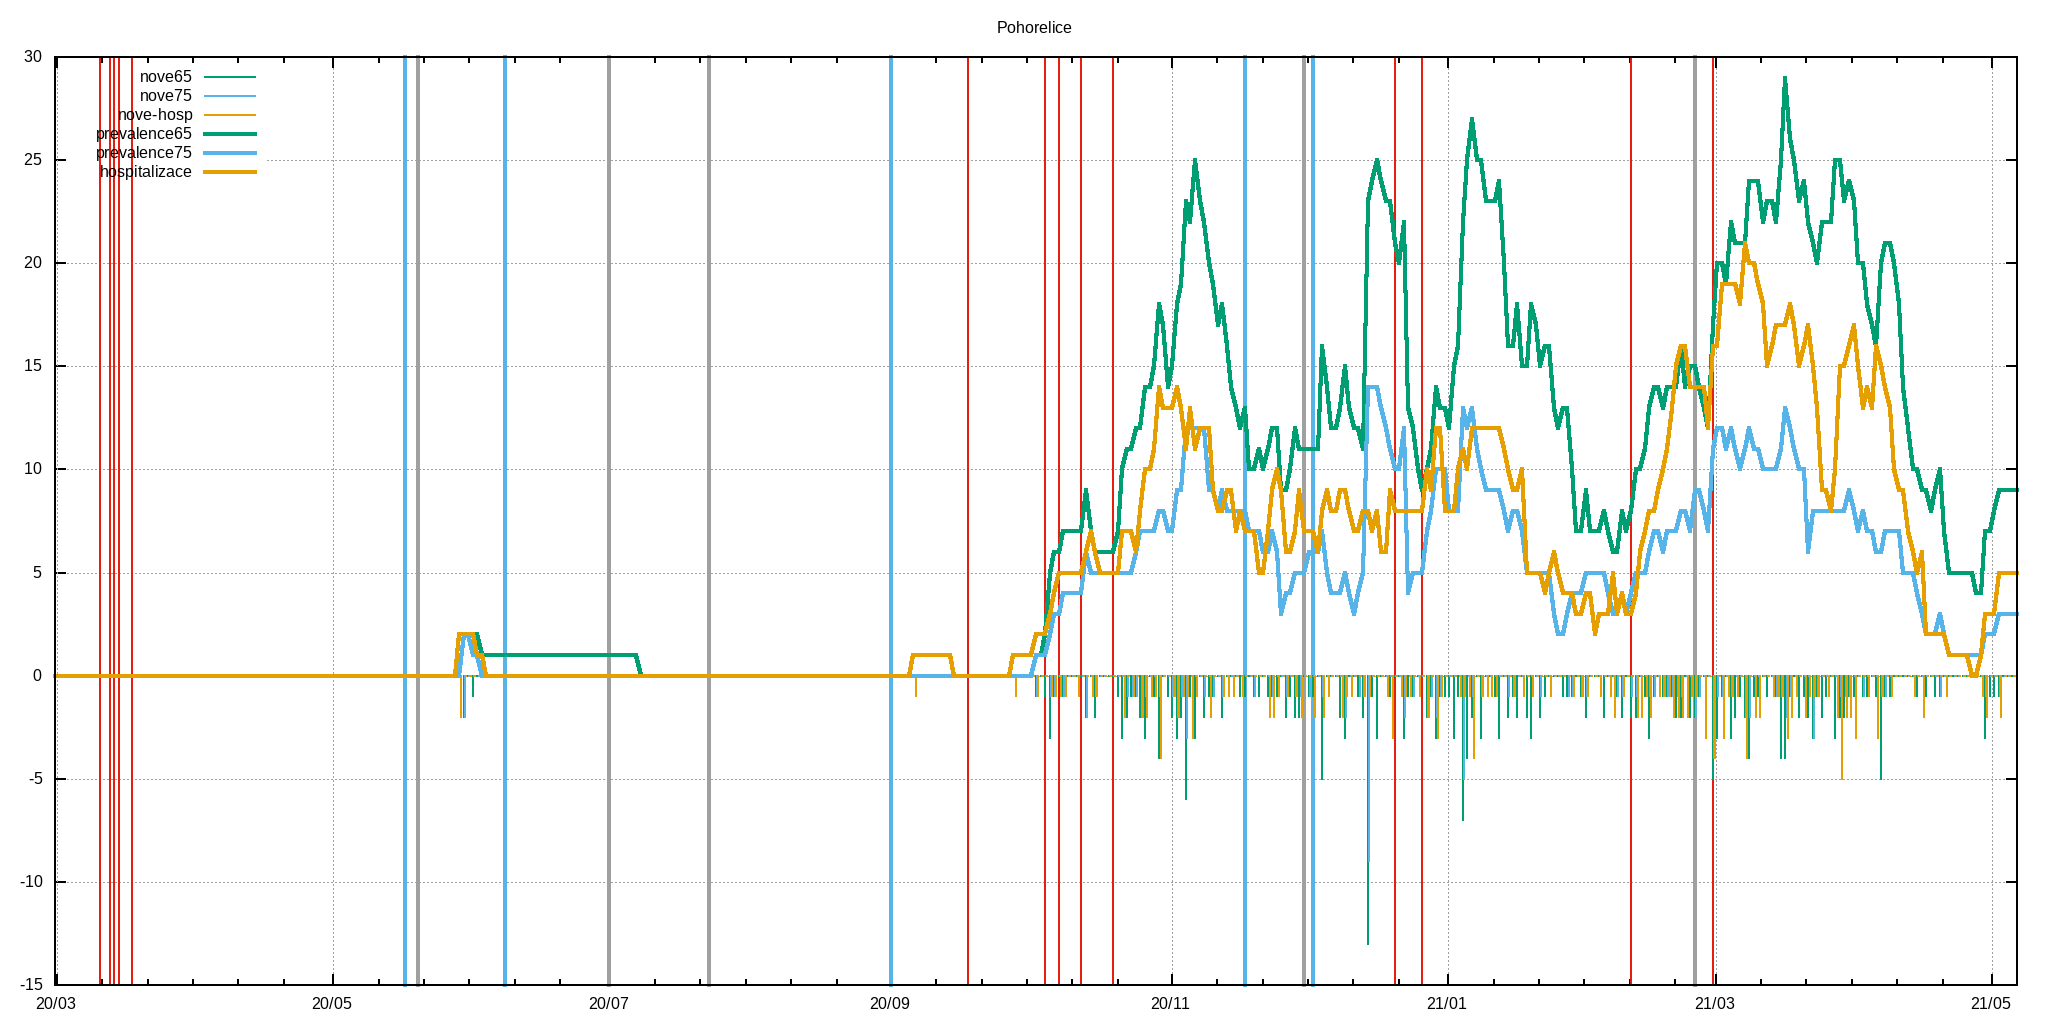 Pohorelice
30
nove65
nove75
nove-hosp
prevalence65
prevalence75
hospitalizace
25
20
15
10
5
0
-5
-10
-15
20/03 20/05 20/07 20/09 20/11 21/01 21/03 21/05